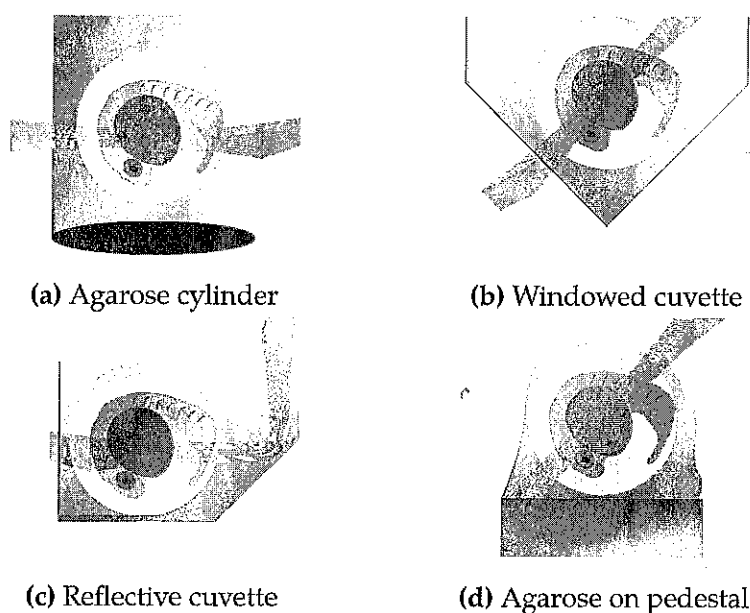 (a) Agarose cylinder
(b) Windowed cuvette
(c) Reflective cuvette
(d) Agarose on pedestal